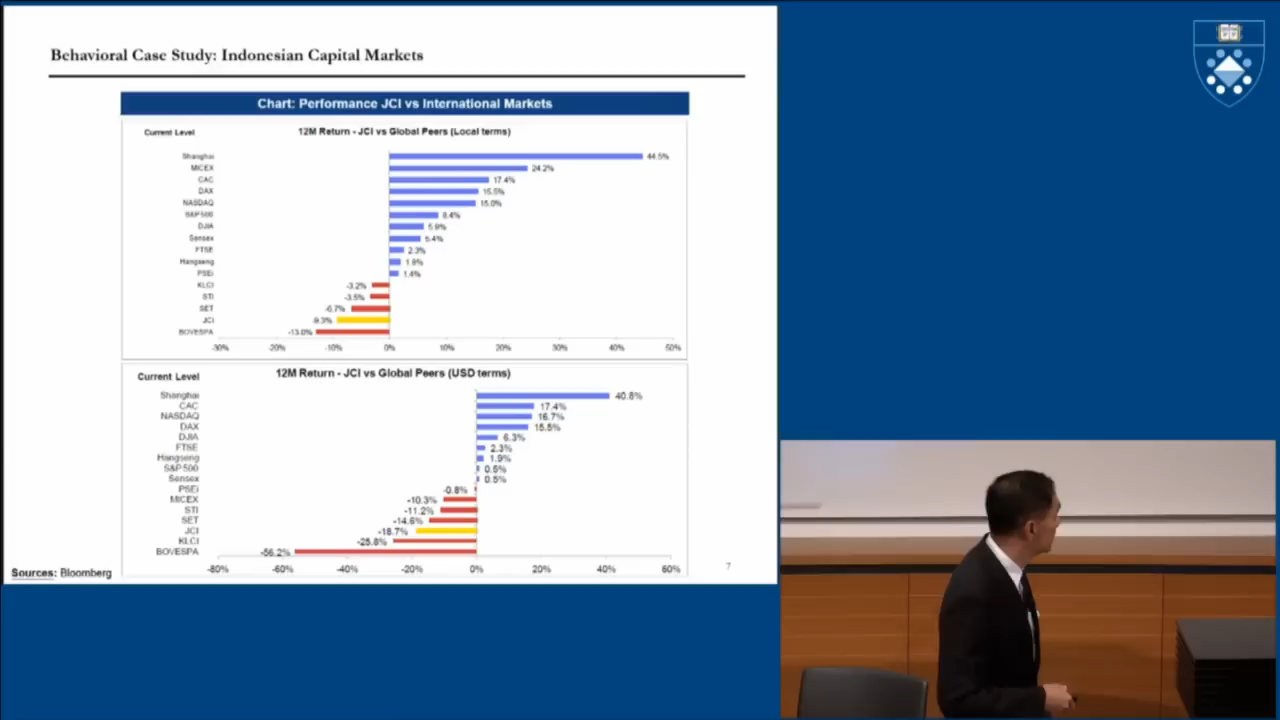 Behavioral Case Study: Indonesian Capital Markets
Chart: Performance JCI vs International Markets
Current Level
12M Return - JCI vs Global Peers (Local terms)
Shanghai 44.5%
MICEX 24.2%
CAC 17.4%
DAX 15.5%
NASDAQ 15.0%
S&P500 8.4%
DJIA 5.9%
Sensex 5.4%
FTSE 2.3%
Hangseng 1.8%
PSEi 1.4%
KLCI -3.2%
STI -3.5%
SET -6.7%
JCI -9.3%
BOVESPA -13.0%
-30% -20% -10% 0% 10% 20% 30% 40% 50%
Current Level
12M Return - JCI vs Global Peers (USD terms)
Shanghai 40.8%
CAC 17.4%
NASDAQ 16.7%
DAX 15.5%
DJIA 6.3%
FTSE 2.3%
Hangseng 1.9%
S&P500 0.5%
Sensex 0.5%
PSEi -0.8%
MICEX -10.3%
STI -11.2%
SET -14.6%
JCI -18.7%
KLCI -25.8%
BOVESPA -56.2%
-80% -60% -40% -20% 0% 20% 40% 60%
Sources: Bloomberg
7